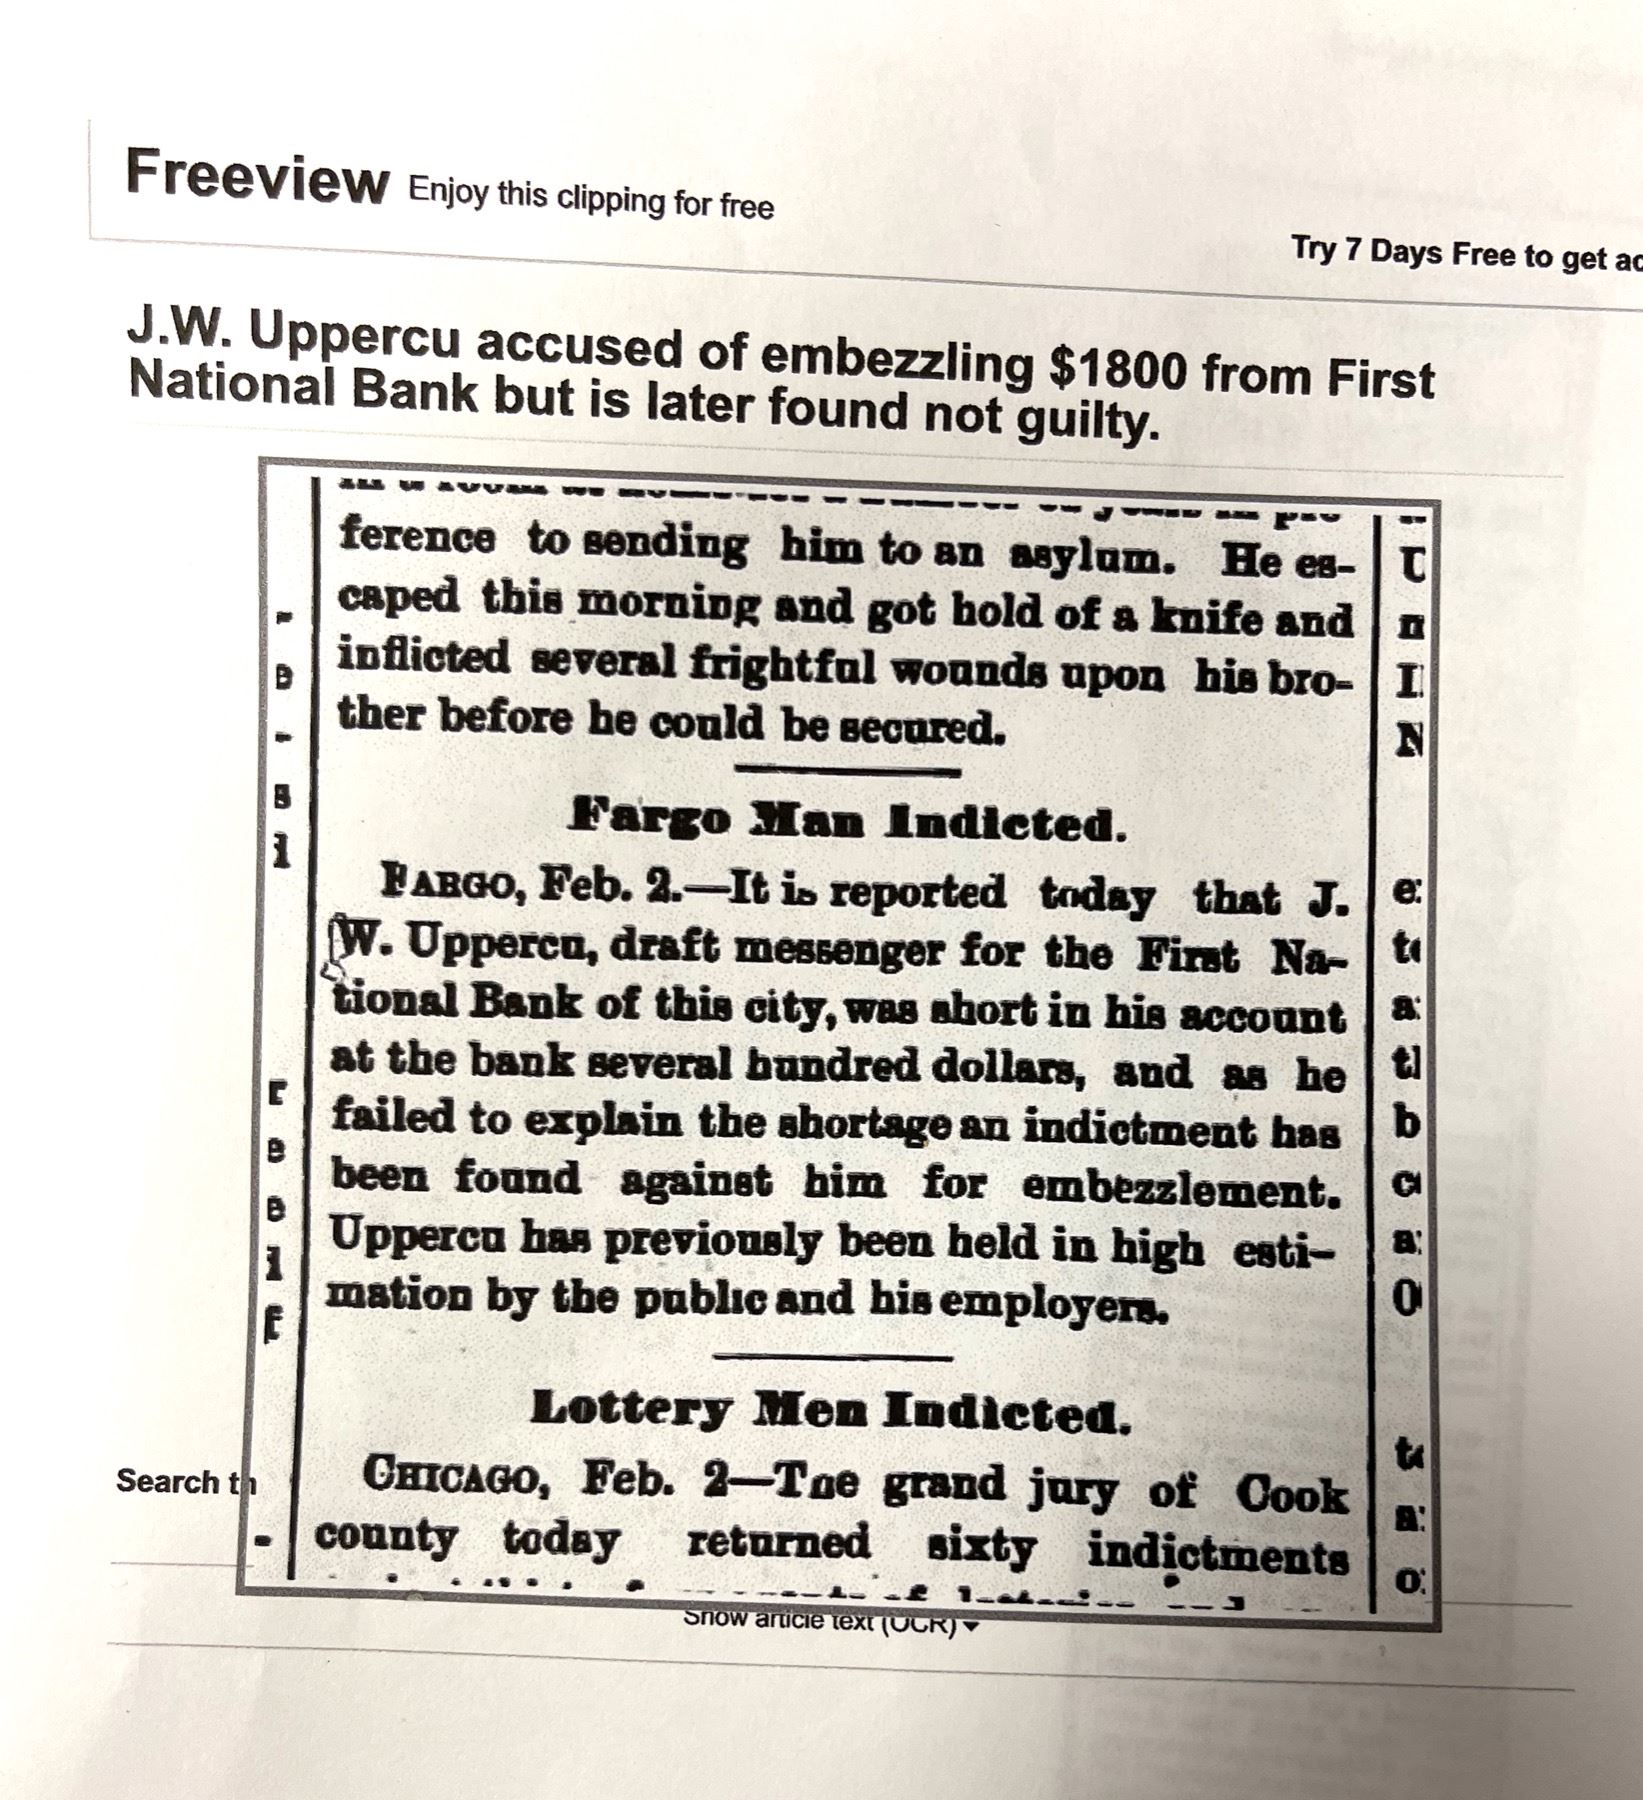 Freeview Enjoy this clipping for free
Try 7 Days Free to get
J.W. Uppercu accused of embezzling $1800 from First
National Bank but is later found not guilty.
ference to sending him to an asylum. He es-
caped this morning and got hold of a knife and
inflicted several frightful wounds upon his bro-
ther before he could be secured.
Fargo Man Indicted.
FARGO, Feb. 2.—It is reported today that J.
W. Uppercu, draft messenger for the First Na-
tional Bank of this city, was short in his account
at the bank several hundred dollars, and as he
failed to explain the shortage an indictment has
been found against him for embezzlement.
Uppercu has previously been held in high esti-
mation by the public and his employers.
Lottery Men Indicted.
CHICAGO, Feb. 2—The grand jury of Cook
Search
county today returned sixty indictments
Show article text (OCR)